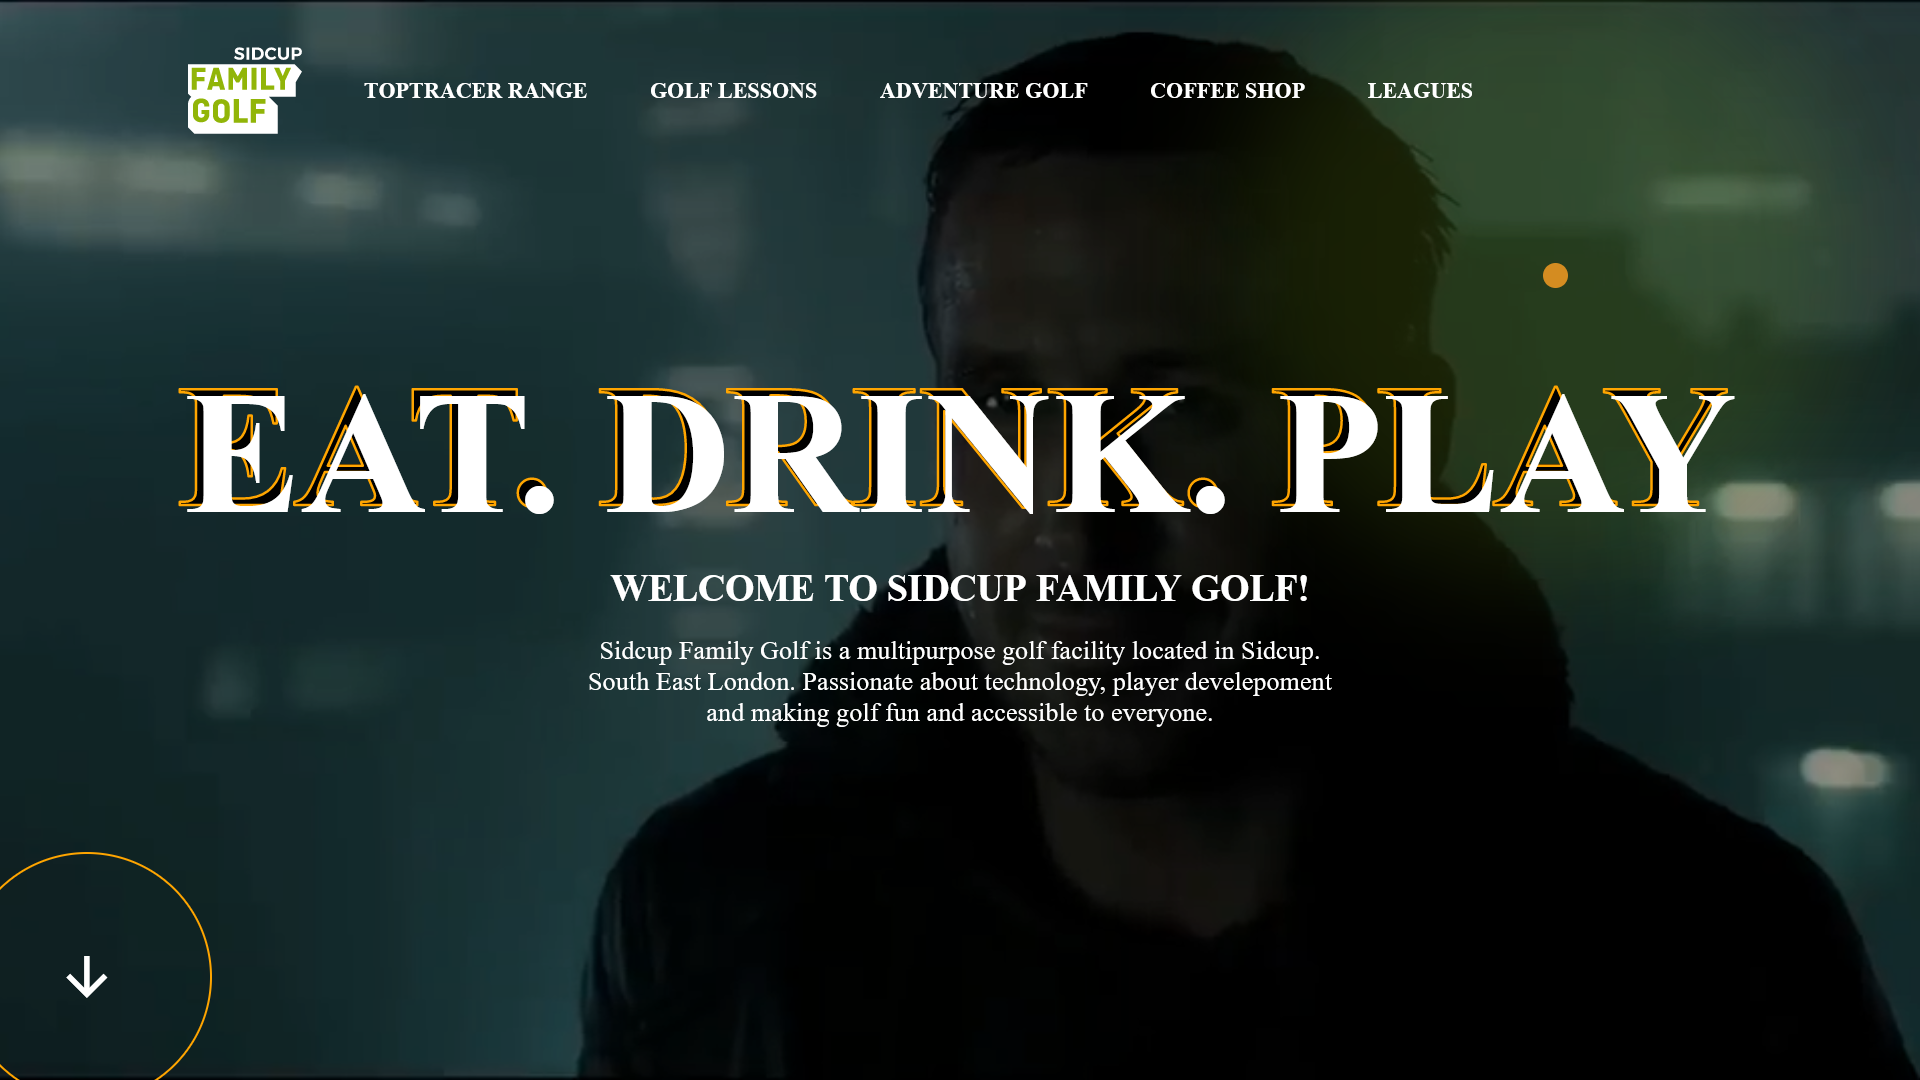 SIDCUP
FAMILY
GOLF
TOPTRACER RANGE
GOLF LESSONS
ADVENTURE GOLF
COFFEE SHOP
LEAGUES
EAT. DRINK. PLAY
WELCOME TO SIDCUP FAMILY GOLF!
Sidcup Family Golf is a multipurpose golf facility located in Sidcup.
South East London. Passionate about technology, player develepoment
and making golf fun and accessible to everyone.